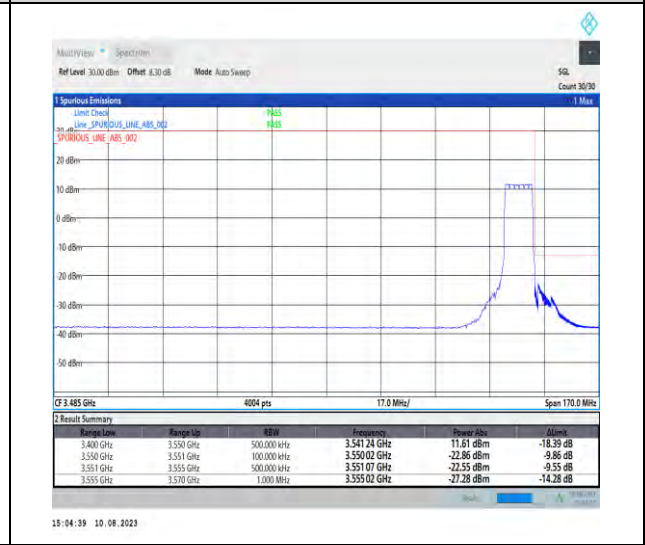 MultiView Spectrum
Ref Level 30.00 dBm Offset 8.30 dB Mode Auto Sweep SGL
Count 30/30
1 Spurious Emissions 1 Max
Limit Check PASS
Line _SPURIOUS_LINE_ABS_002 PASS
SPURIOUS_LINE_ABS_002
20 dBm
10 dBm
0 dBm
-10 dBm
-20 dBm
-30 dBm
-40 dBm
-50 dBm
CF 3.485 GHz 4004 pts 17.0 MHz/ Span 170.0 MHz
2 Result Summary
Range Low Range Up RBW Frequency Power Abs ΔLimit
3.400 GHz 3.550 GHz 500.000 kHz 3.541 24 GHz 11.61 dBm -18.39 dB
3.550 GHz 3.551 GHz 100.000 kHz 3.550 02 GHz -22.86 dBm -9.86 dB
3.551 GHz 3.555 GHz 500.000 kHz 3.551 07 GHz -22.55 dBm -9.55 dB
3.555 GHz 3.570 GHz 1.000 MHz 3.555 02 GHz -27.28 dBm -14.28 dB
15:04:39 10.08.2023